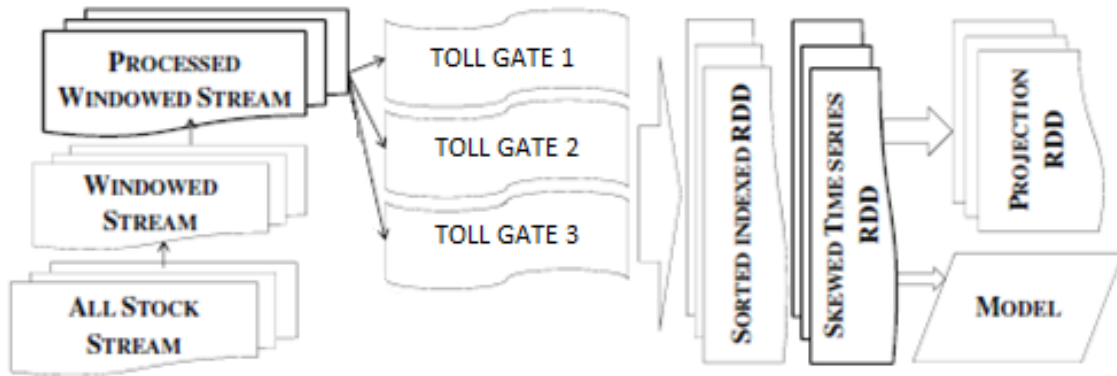 PROCESSED
WINDOWED STREAM
WINDOWED
STREAM
ALL STOCK
STREAM
TOLL GATE 1
TOLL GATE 2
TOLL GATE 3
SORTED INDEXED RDD
SKEWED TIME SERIES
RDD
PROJECTION
RDD
MODEL